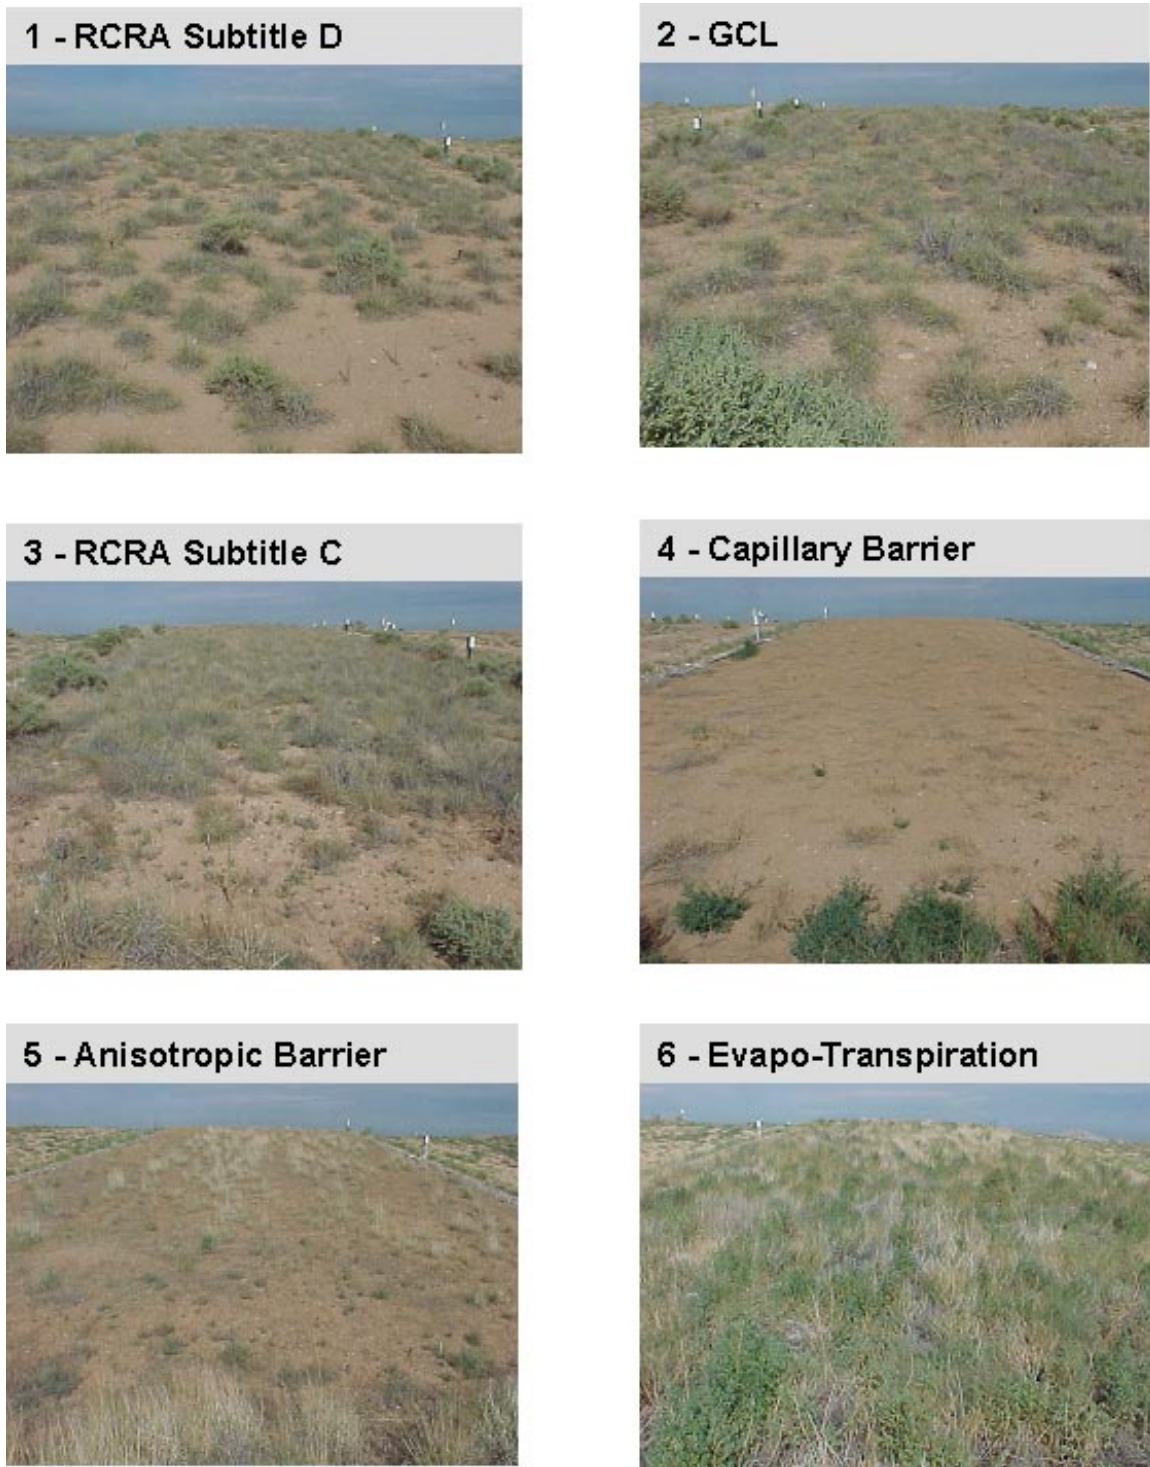 1 - RCRA Subtitle D
2 - GCL
3 - RCRA Subtitle C
4 - Capillary Barrier
5 - Anisotropic Barrier
6 - Evapo-Transpiration